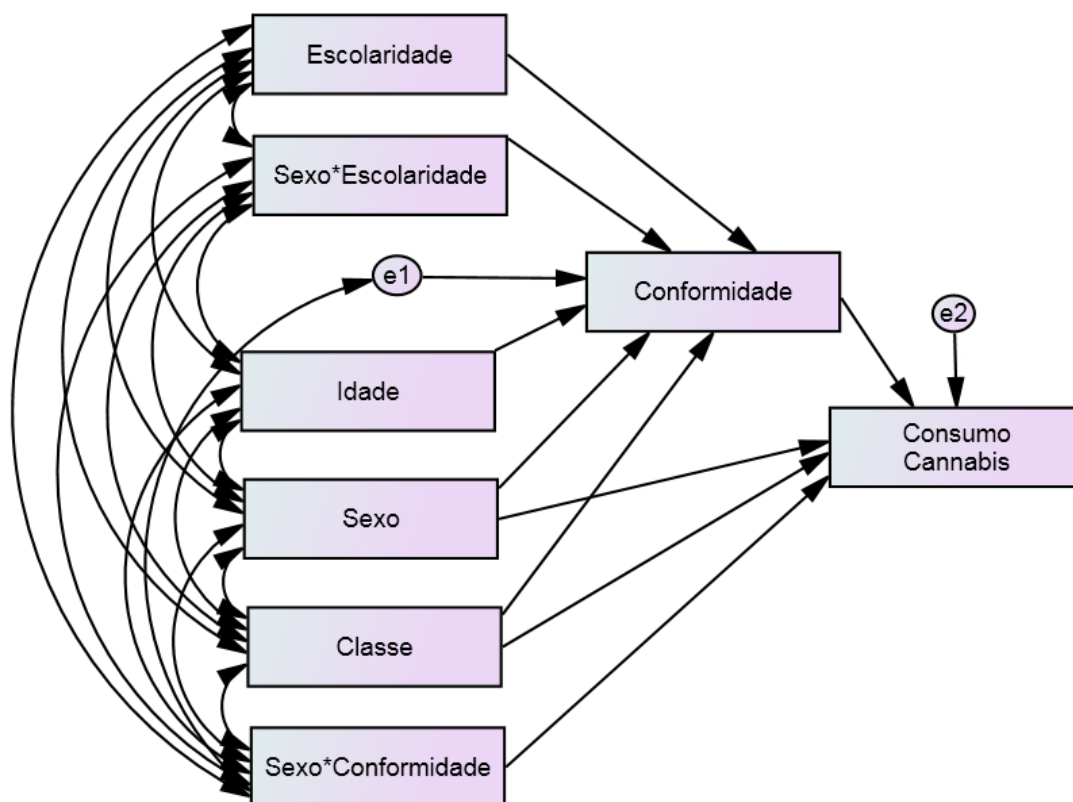 Escolaridade
Sexo*Escolaridade
e1
Conformidade
e2
Idade
Consumo
Cannabis
Sexo
Classe
Sexo*Conformidade